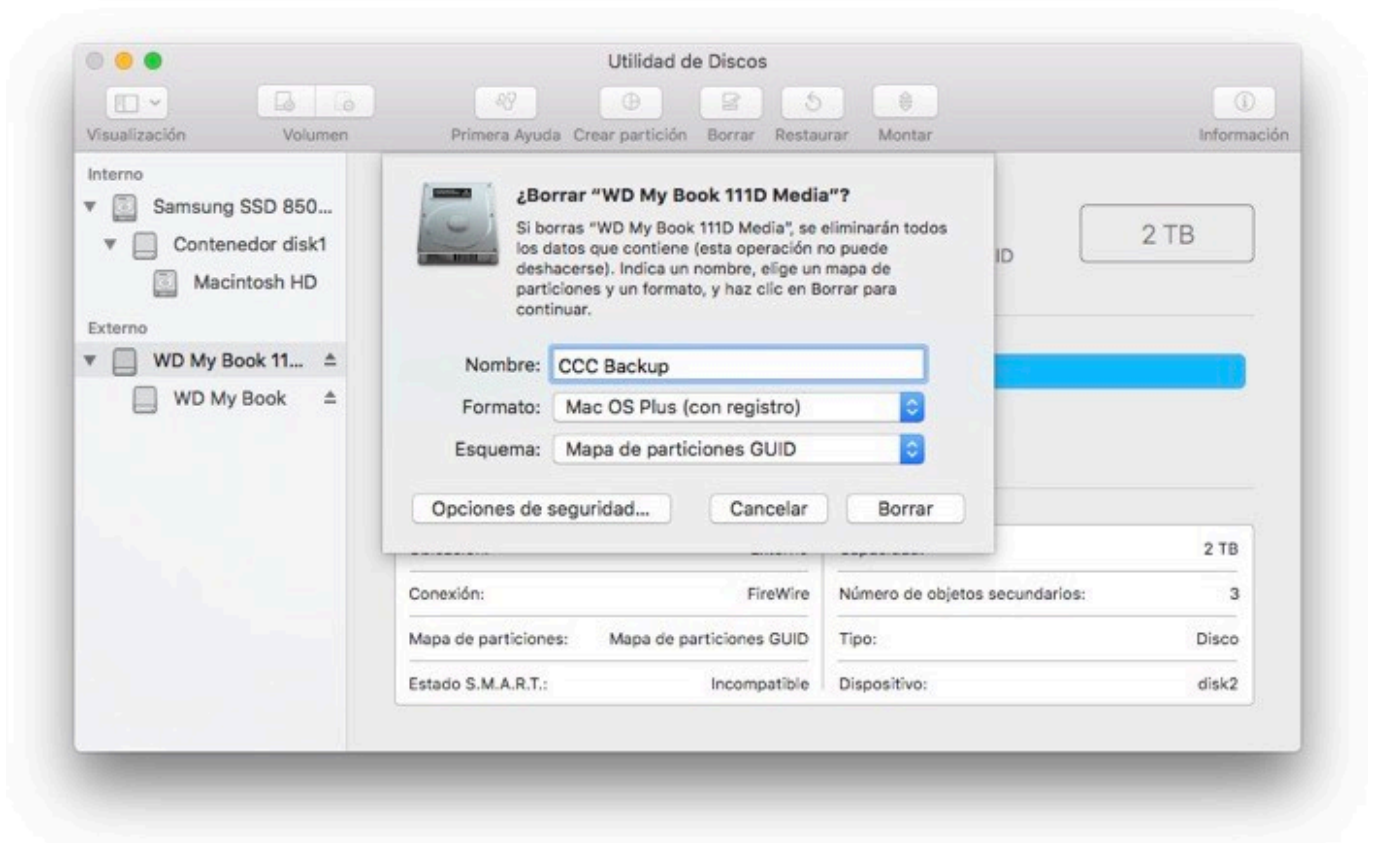 Utilidad de Discos
Visualización
Volumen
Primera Ayuda
Crear partición
Borrar
Restaurar
Montar
Información
Interno
Samsung SSD 850...
Contenedor disk1
Macintosh HD
Externo
WD My Book 11...
WD My Book
¿Borrar “WD My Book 111D Media”?
Si borras “WD My Book 111D Media”, se eliminarán todos
los datos que contiene (esta operación no puede
deshacerse). Indica un nombre, elige un mapa de
particiones y un formato, y haz clic en Borrar para
continuar.
Nombre: CCC Backup
Formato: Mac OS Plus (con registro)
Esquema: Mapa de particiones GUID
Opciones de seguridad...
Cancelar
Borrar
ID
2 TB
2 TB
Conexión: FireWire
Número de objetos secundarios: 3
Mapa de particiones: Mapa de particiones GUID
Tipo: Disco
Estado S.M.A.R.T.: Incompatible
Dispositivo: disk2